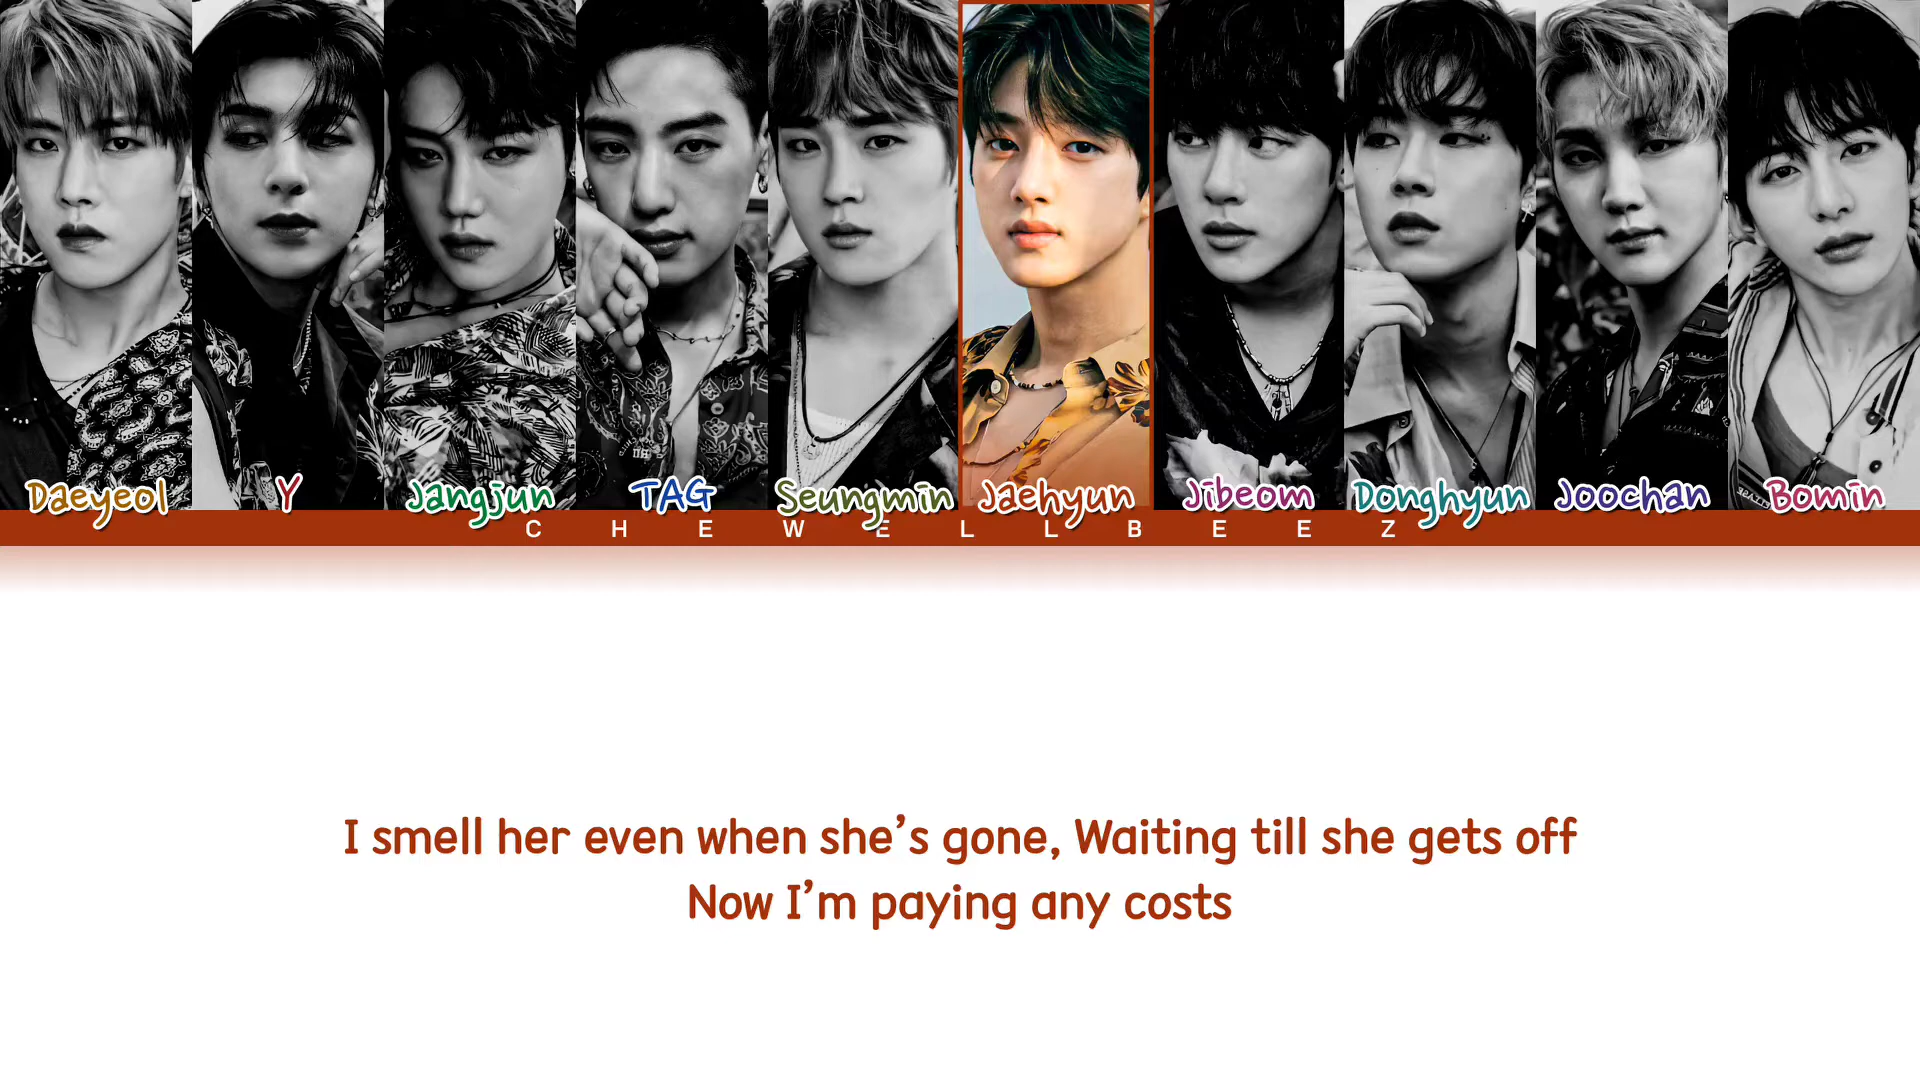 Daeyeol Y Jangjun TAG Seungmin Jaehyun Jibeom Donghyun Joochan Bomin
CHEWELLBEEZ
I smell her even when she's gone, Waiting till she gets off
Now I'm paying any costs